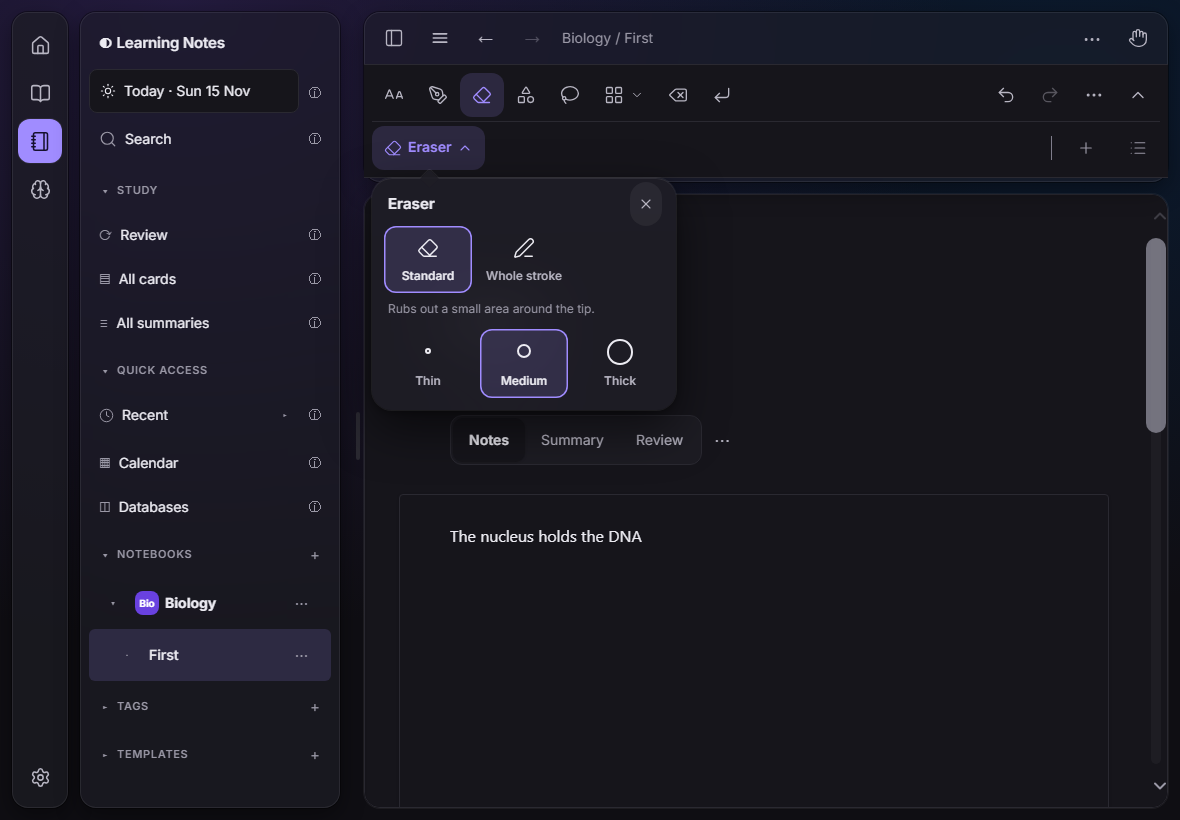 Learning Notes
Today · Sun 15 Nov
Search
STUDY
Review
All cards
All summaries
QUICK ACCESS
Recent
Calendar
Databases
NOTEBOOKS
Bio Biology
First
TAGS
TEMPLATES
Biology / First
AA
Eraser
Eraser
Standard
Whole stroke
Rubs out a small area around the tip.
Thin
Medium
Thick
Notes
Summary
Review
The nucleus holds the DNA